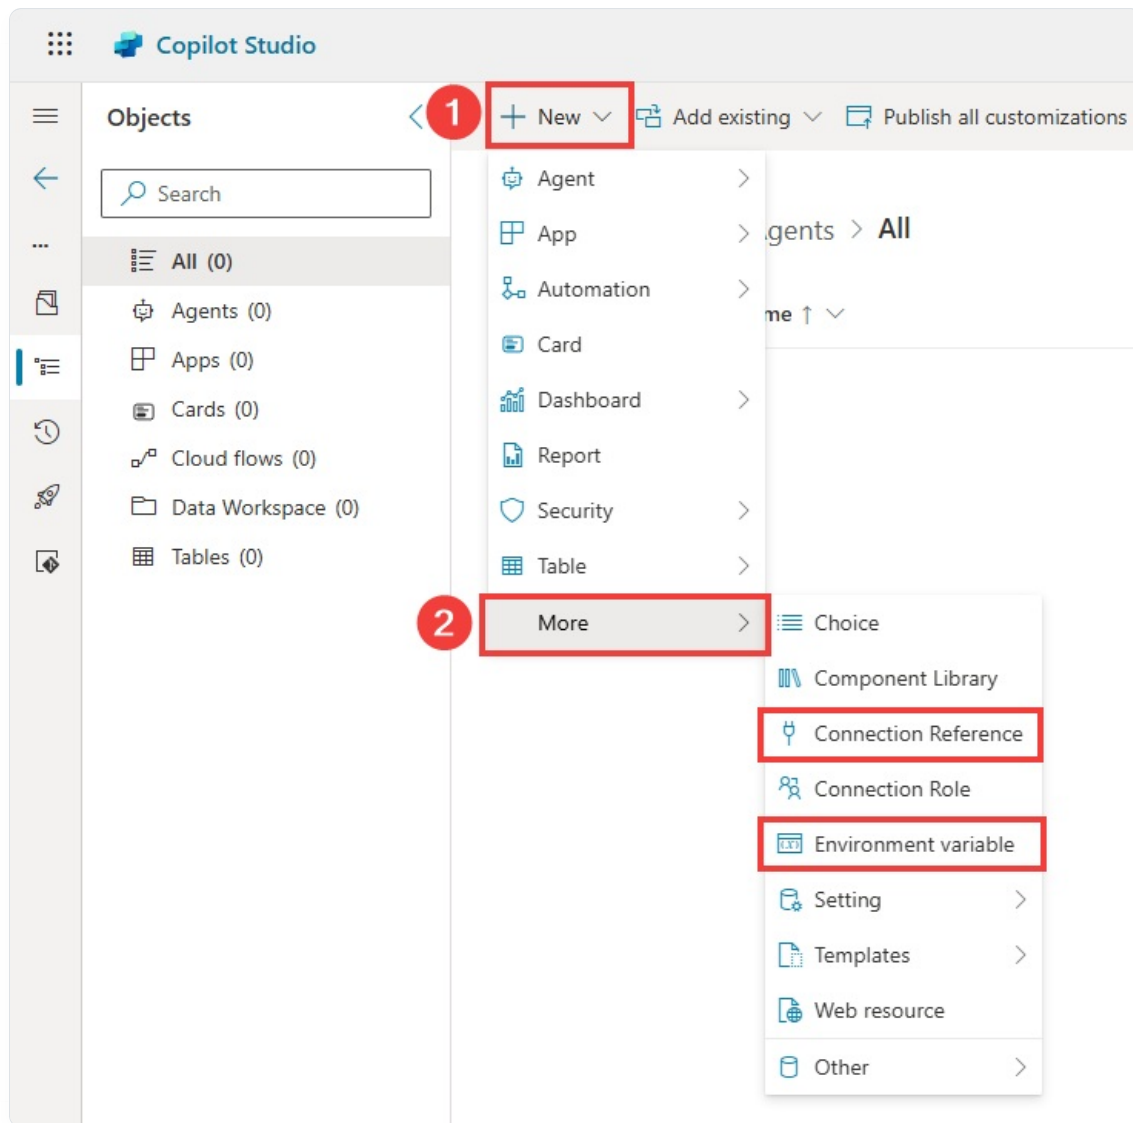 Copilot Studio
Objects
1
New
Add existing
Publish all customizations
Search
All (0)
Agents (0)
Apps (0)
Cards (0)
Cloud flows (0)
Data Workspace (0)
Tables (0)
Agent
App
Automation
Card
Dashboard
Report
Security
Table
2
More
gents > All
me ↑
Choice
Component Library
Connection Reference
Connection Role
Environment variable
Setting
Templates
Web resource
Other